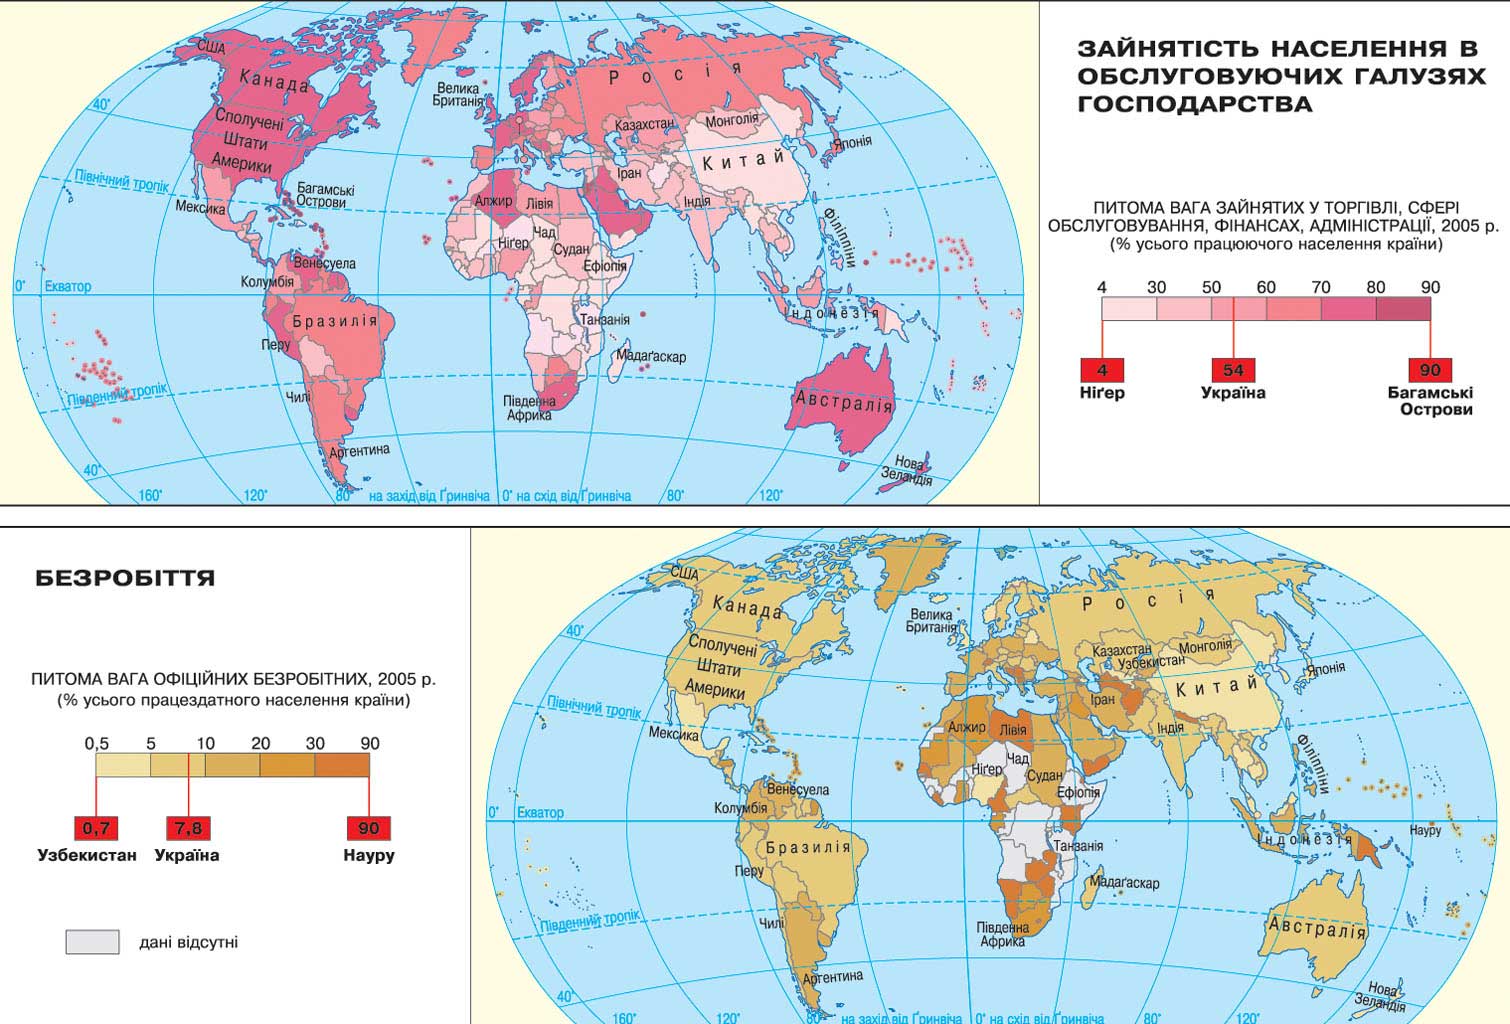 ЗАЙНЯТІСТЬ НАСЕЛЕННЯ В
ОБСЛУГОВУЮЧИХ ГАЛУЗЯХ
ГОСПОДАРСТВА
ПИТОМА ВАГА ЗАЙНЯТИХ У ТОРГІВЛІ, СФЕРІ
ОБСЛУГОВУВАННЯ, ФІНАНСАХ, АДМІНІСТРАЦІЇ, 2005 р.
(% усього працюючого населення країни)
4 30 50 60 70 80 90
4 54 90
Ніґер Україна Багамські
Острови
США
Канада
Сполучені
Штати
Америки
Мексика
Багамські
Острови
Венесуела
Колумбія
Бразилія
Перу
Чилі
Аргентина
Велика
Британія
Росія
Казахстан
Монголія
Китай
Японія
Іран
Індія
Філіппіни
Індонезія
Алжир
Лівія
Ніґер
Чад
Судан
Ефіопія
Танзанія
Мадаґаскар
Південна
Африка
Австралія
Нова
Зеландія
40°
Північний тропік
0° Екватор
Південний тропік
40°
160° 120° 80° на захід від Ґринвіча 0° на схід від Ґринвіча 80° 120°
БЕЗРОБІТТЯ
ПИТОМА ВАГА ОФІЦІЙНИХ БЕЗРОБІТНИХ, 2005 р.
(% усього працездатного населення країни)
0,5 5 10 20 30 90
0,7 7,8 90
Узбекистан Україна Науру
дані відсутні
США
Канада
Сполучені
Штати
Америки
Мексика
Венесуела
Колумбія
Бразилія
Перу
Чилі
Аргентина
Велика
Британія
Росія
Казахстан
Узбекистан
Монголія
Китай
Японія
Іран
Індія
Філіппіни
Індонезія
Науру
Алжир
Лівія
Ніґер
Чад
Судан
Ефіопія
Танзанія
Мадаґаскар
Південна
Африка
Австралія
Нова
Зеландія
40°
Північний тропік
0° Екватор
Південний тропік
40°
160° 120° 80° на захід від Ґринвіча 0° на схід від Ґринвіча 80° 120°